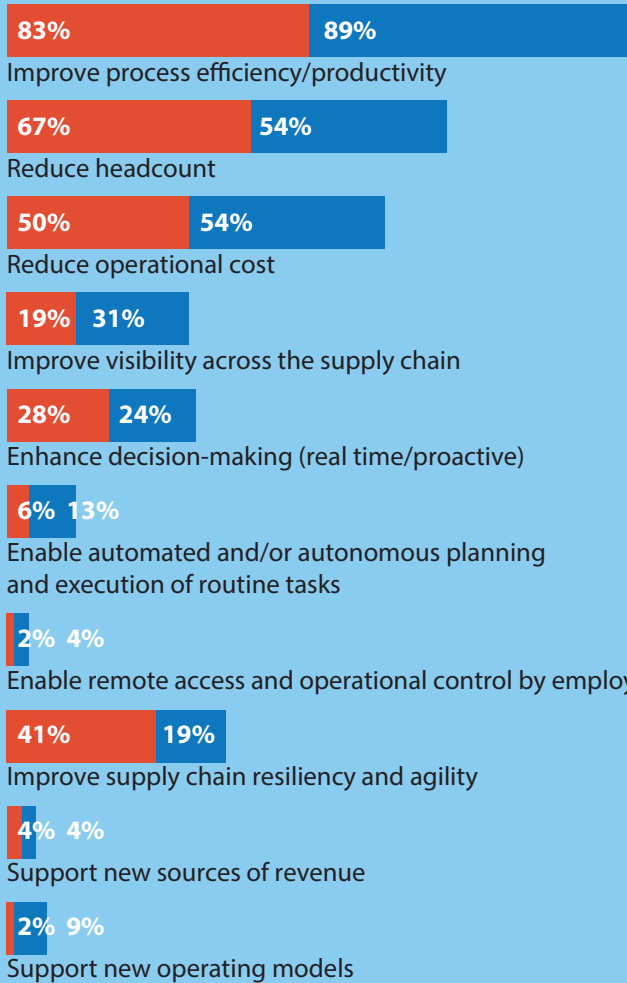 83% 89%
Improve process efficiency/productivity
67% 54%
Reduce headcount
50% 54%
Reduce operational cost
19% 31%
Improve visibility across the supply chain
28% 24%
Enhance decision-making (real time/proactive)
6% 13%
Enable automated and/or autonomous planning
and execution of routine tasks
2% 4%
Enable remote access and operational control by employ
41% 19%
Improve supply chain resiliency and agility
4% 4%
Support new sources of revenue
2% 9%
Support new operating models